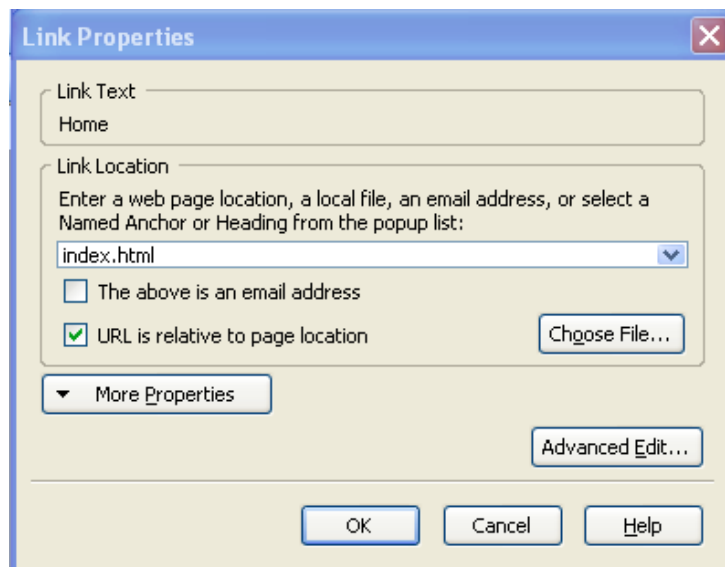 Link Properties
Link Text
Home
Link Location
Enter a web page location, a local file, an email address, or select a
Named Anchor or Heading from the popup list:
index.html
The above is an email address
URL is relative to page location
Choose File...
More Properties
Advanced Edit...
OK
Cancel
Help